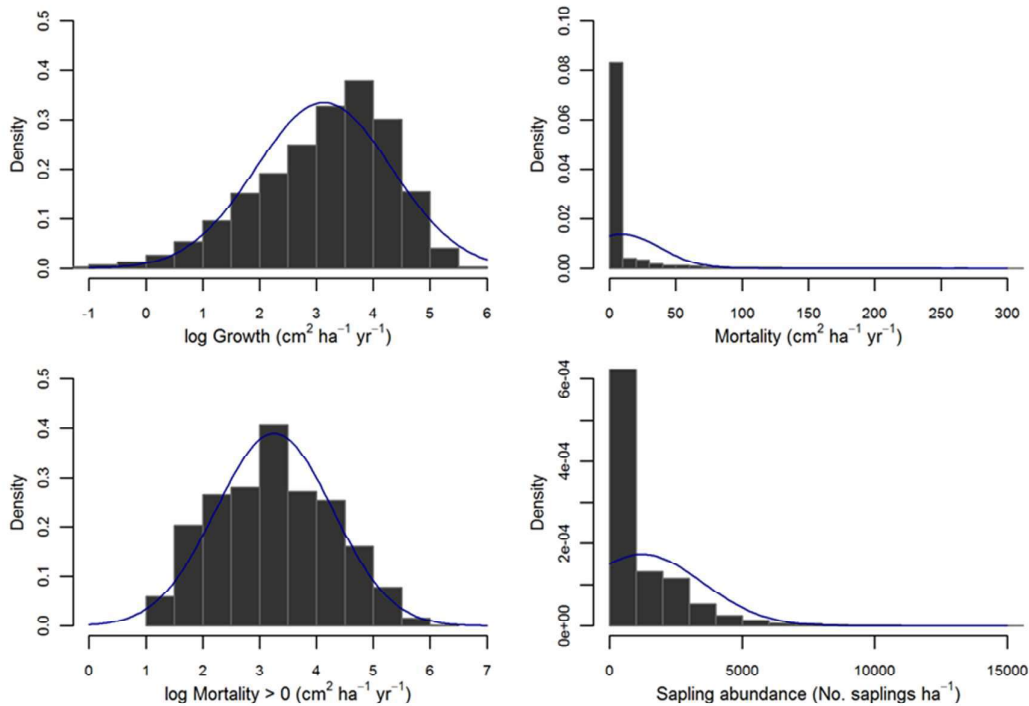 Density
0.5
0.4
0.3
0.2
0.1
0.0
-1 0 1 2 3 4 5 6
log Growth (cm² ha⁻¹ yr⁻¹)
Density
0.10
0.08
0.06
0.04
0.02
0.00
0 50 100 150 200 250 300
Mortality (cm² ha⁻¹ yr⁻¹)
Density
0.5
0.4
0.3
0.2
0.1
0.0
0 1 2 3 4 5 6 7
log Mortality > 0 (cm² ha⁻¹ yr⁻¹)
Density
6e-04
4e-04
2e-04
0e+00
0 5000 10000 15000
Sapling abundance (No. saplings ha⁻¹)